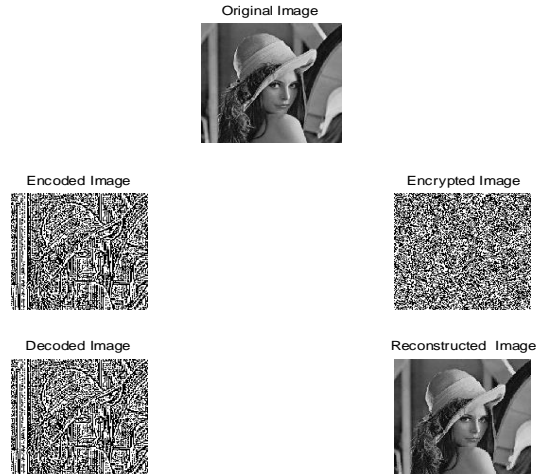 Original Image
Encoded Image
Encrypted Image
Decoded Image
Reconstructed Image